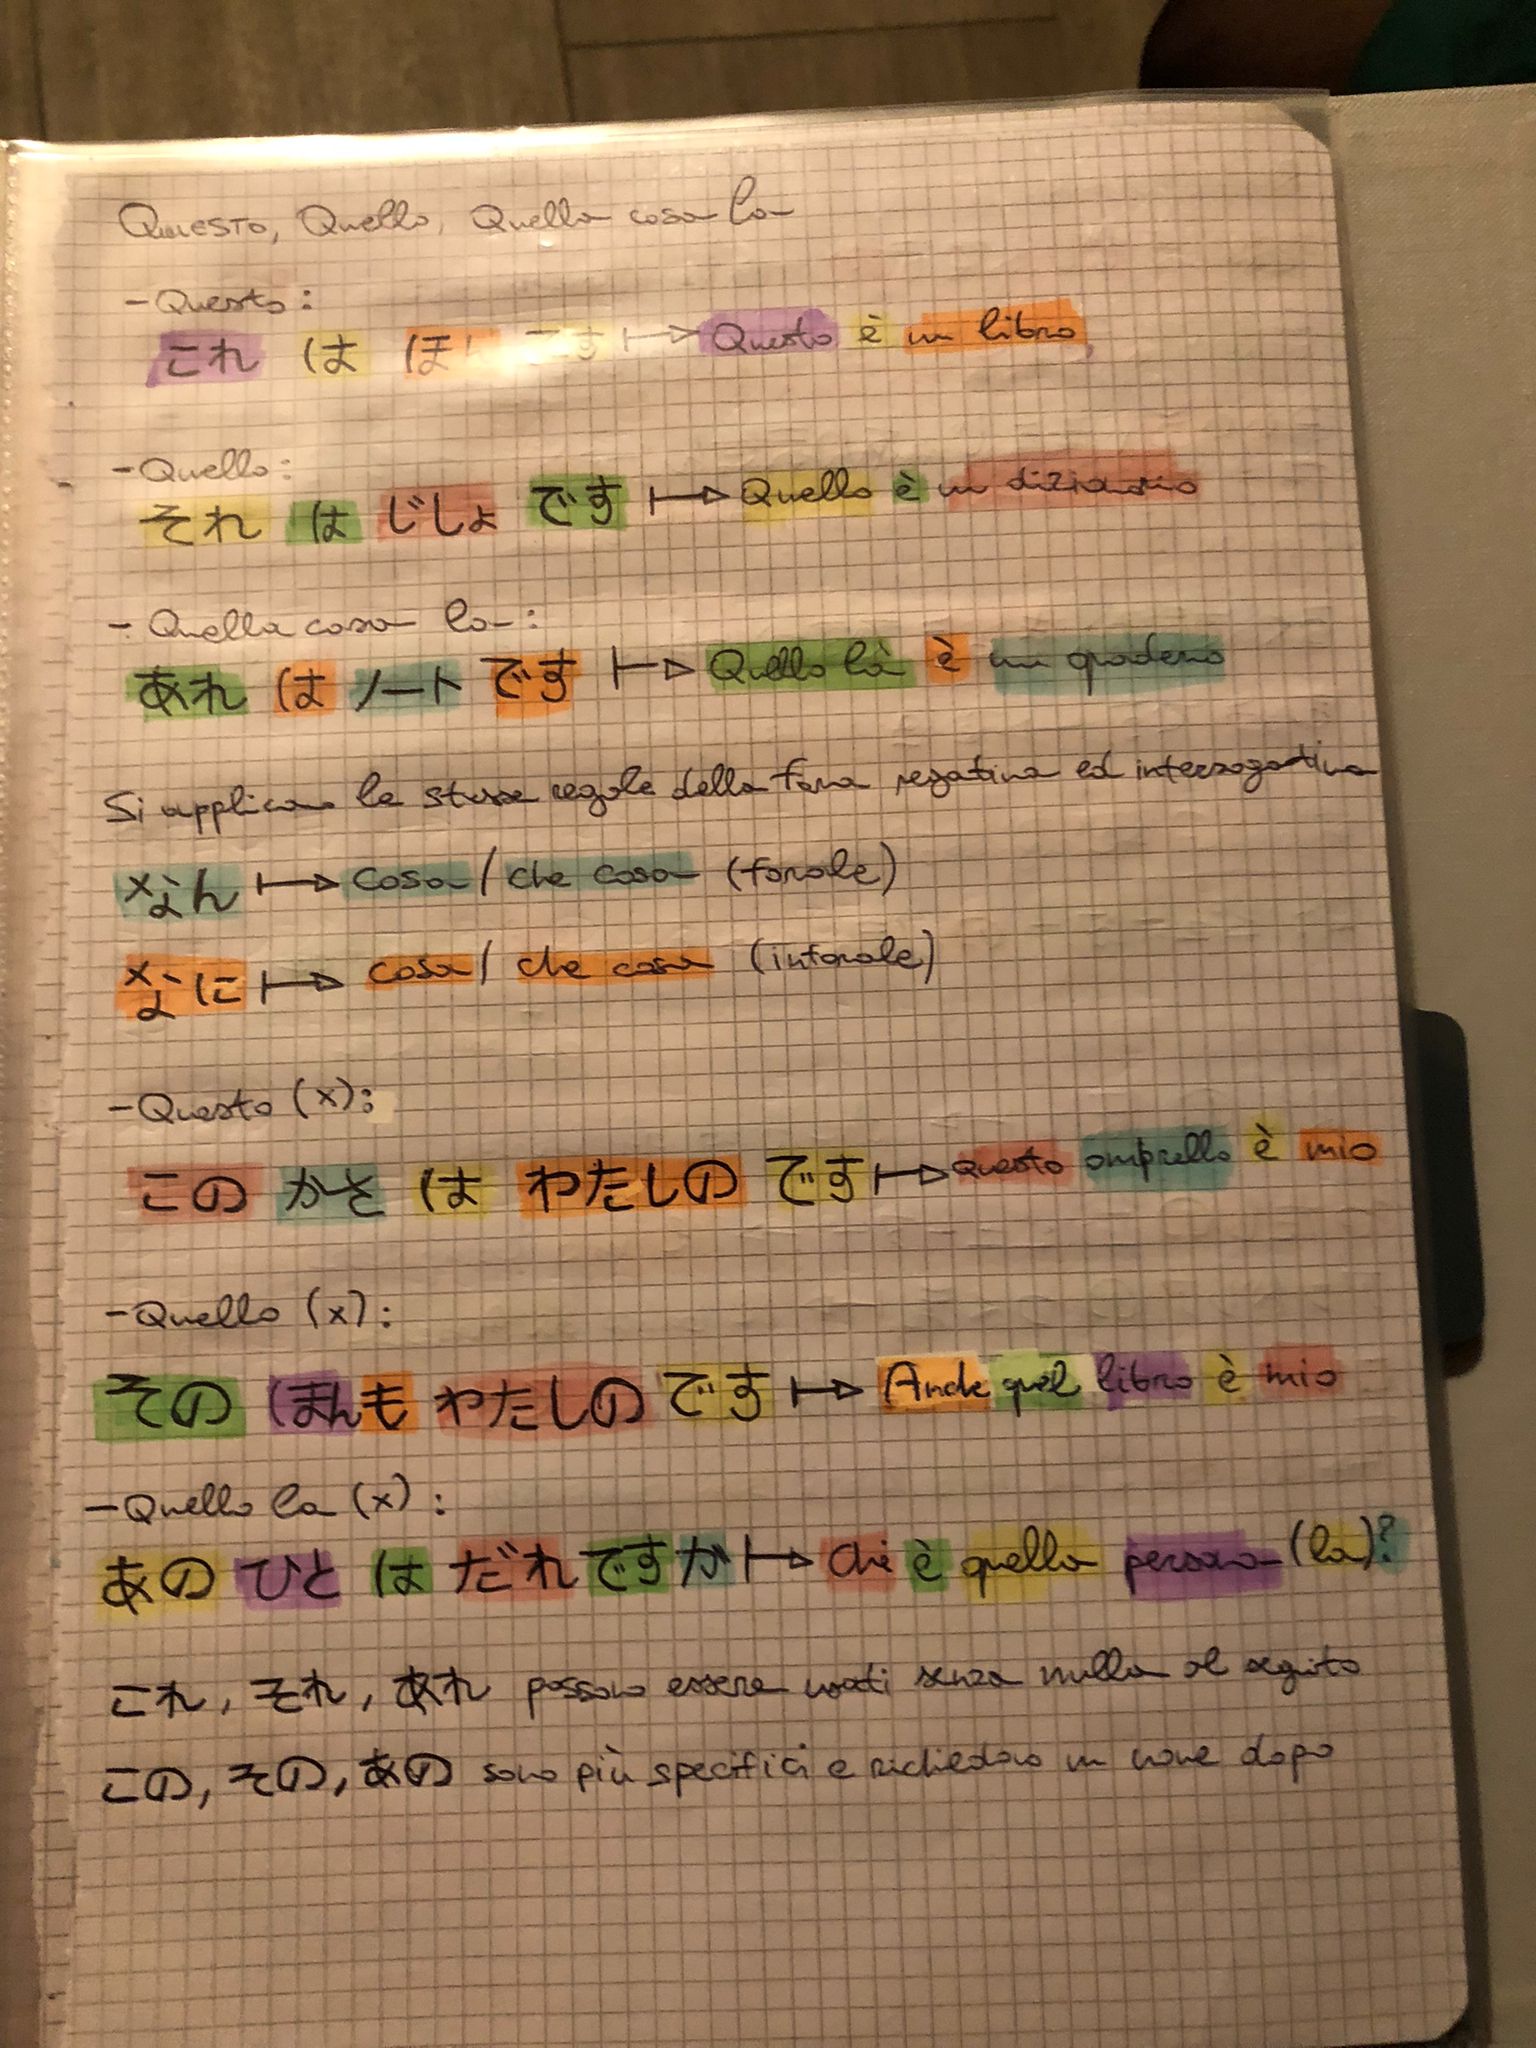 Questo, Quello, Quella cosa la
- Questo:
これ は ほん です ↦ Questo è un libro
- Quello:
それ は じしょ です ↦ Quello è un dizionario
- Quella cosa la:
あれ は ノート です ↦ Quello là è un quaderno
Si applicano le stesse regole della forma negativa ed interrogativa
なん ↦ cosa / che cosa (formale)
なに ↦ cosa / che cosa (informale)
- Questo (x):
この かさ は わたしの です ↦ questo ombrello è mio
- Quello (x):
その ほんも わたしの です ↦ Anche quel libro è mio
- Quello la (x):
あの ひと は だれですか ↦ Chi è quella persona (la)?
これ, それ, あれ possono essere usati senza nulla al seguito
この, その, あの sono più specifici e richiedono un nome dopo